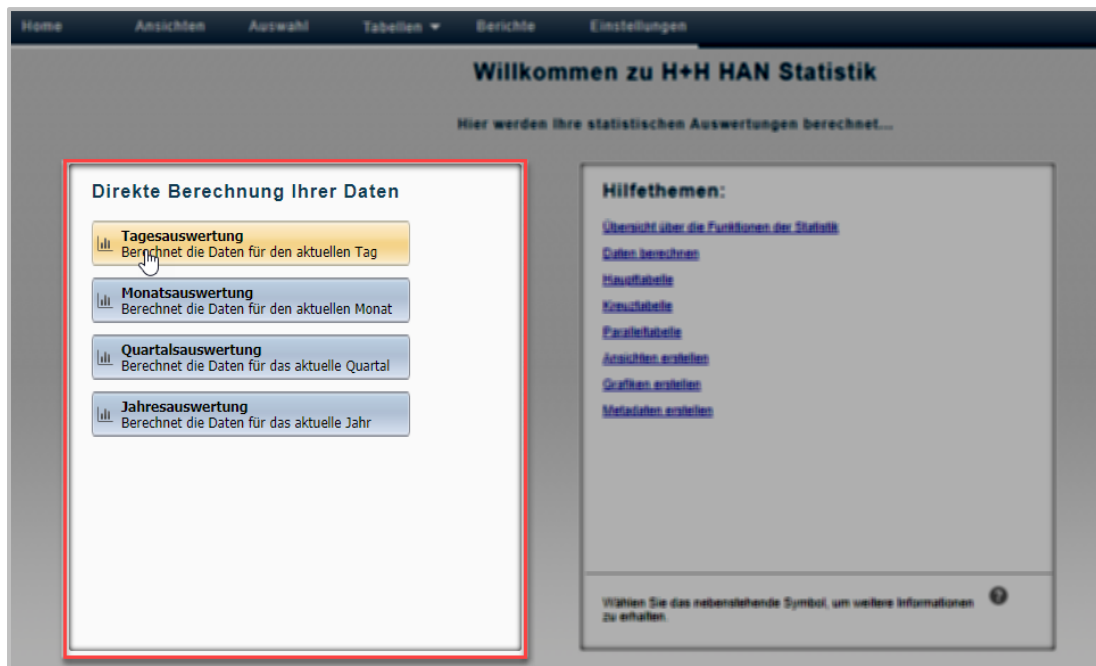 Home Ansichten Auswahl Tabellen Berichte Einstellungen
Willkommen zu H+H HAN Statistik
Hier werden Ihre statistischen Auswertungen berechnet...
Direkte Berechnung Ihrer Daten
Tagesauswertung
Berechnet die Daten für den aktuellen Tag
Monatsauswertung
Berechnet die Daten für den aktuellen Monat
Quartalsauswertung
Berechnet die Daten für das aktuelle Quartal
Jahresauswertung
Berechnet die Daten für das aktuelle Jahr
Hilfethemen:
Übersicht über die Funktionen der Statistik
Daten berechnen
Haupttabelle
Kreuztabelle
Paralleltabelle
Ansichten erstellen
Grafiken erstellen
Metadaten erstellen
Wählen Sie das nebenstehende Symbol, um weitere Informationen
zu erhalten.